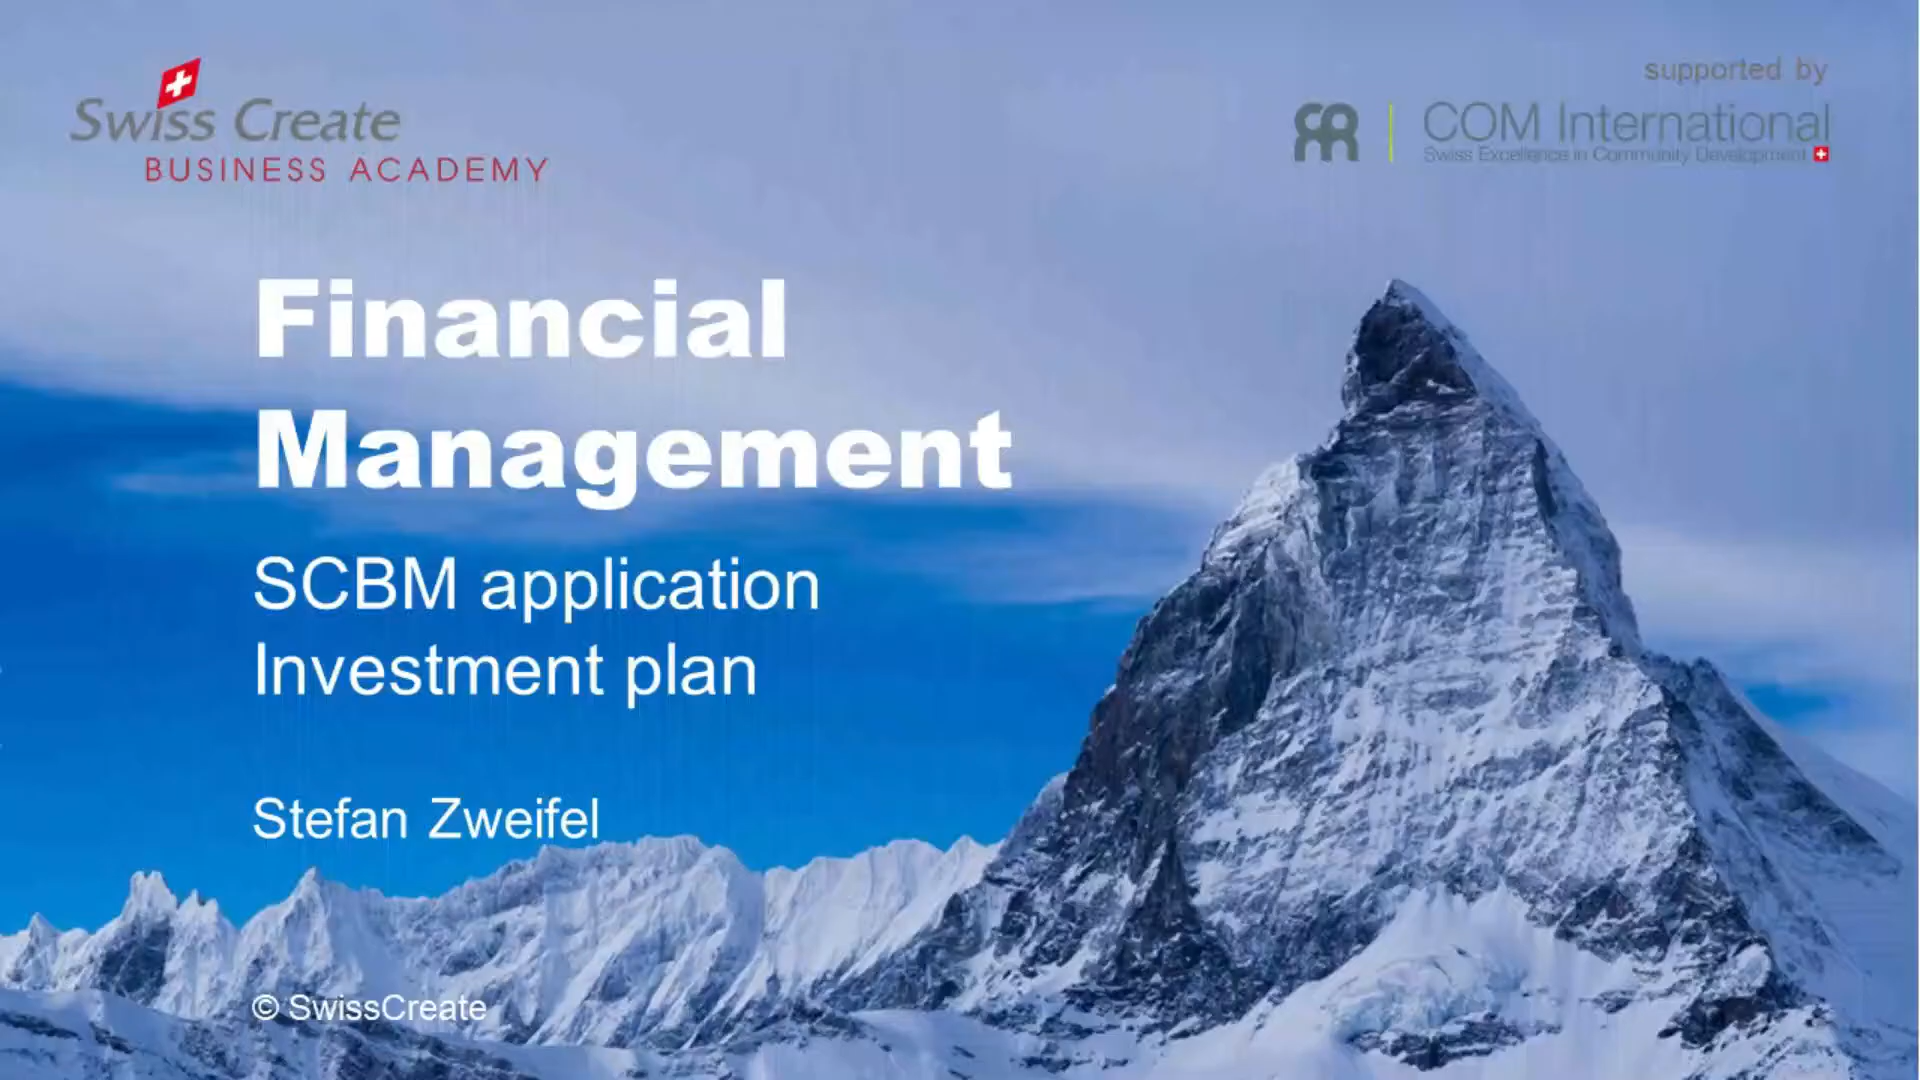 Swiss Create
BUSINESS ACADEMY
supported by
COM International
Swiss Excellence in Community Development
Financial
Management
SCBM application
Investment plan
Stefan Zweifel
© SwissCreate